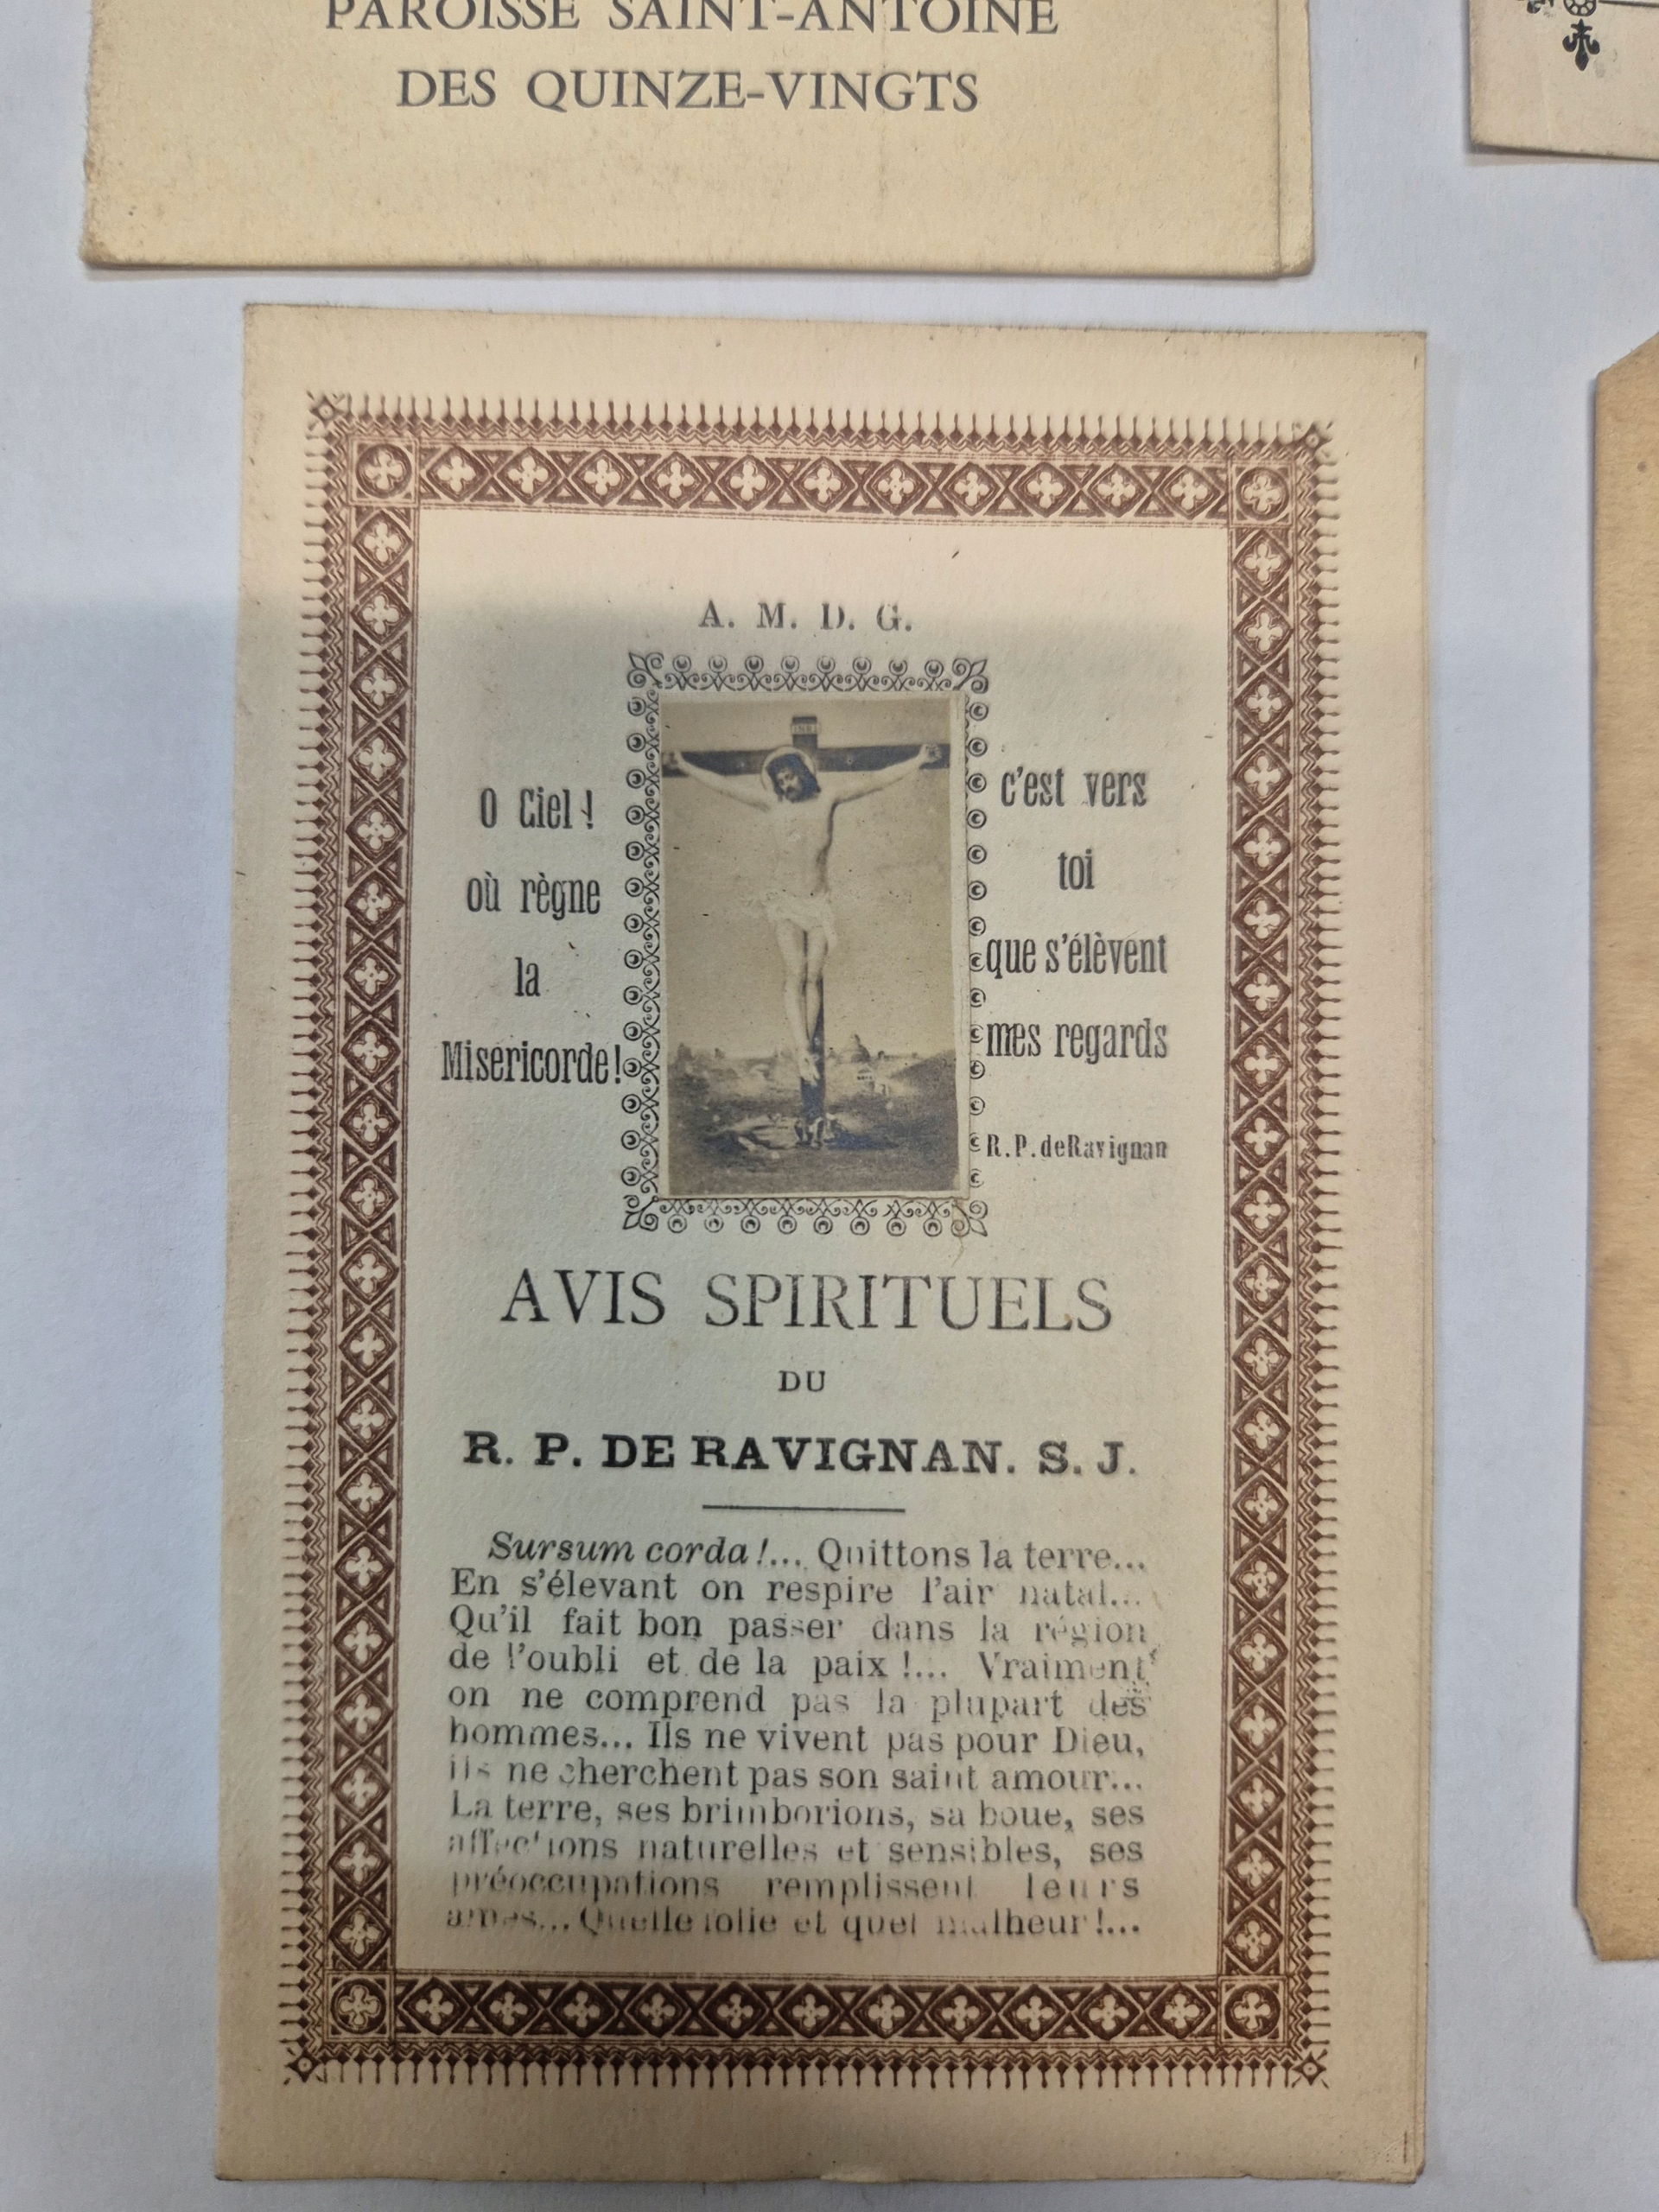 PAROISSE SAINT-ANTOINE
DES QUINZE-VINGTS
A. M. D. G.
O Ciel !
où règne
la
Miséricorde!
c'est vers
toi
que s'élèvent
mes regards
R. P. de Ravignan
AVIS SPIRITUELS
DU
R. P. DE RAVIGNAN. S. J.
Sursum corda !... Quittons la terre...
En s'élevant on respire l'air natal...
Qu'il fait bon passer dans la région
de l'oubli et de la paix !... Vraiment
on ne comprend pas la plupart des
hommes... Ils ne vivent pas pour Dieu,
ils ne cherchent pas son saint amour...
La terre, ses brimborions, sa boue, ses
affections naturelles et sensibles, ses
préoccupations remplissent leurs
âmes... Quelle folie et quel malheur !...